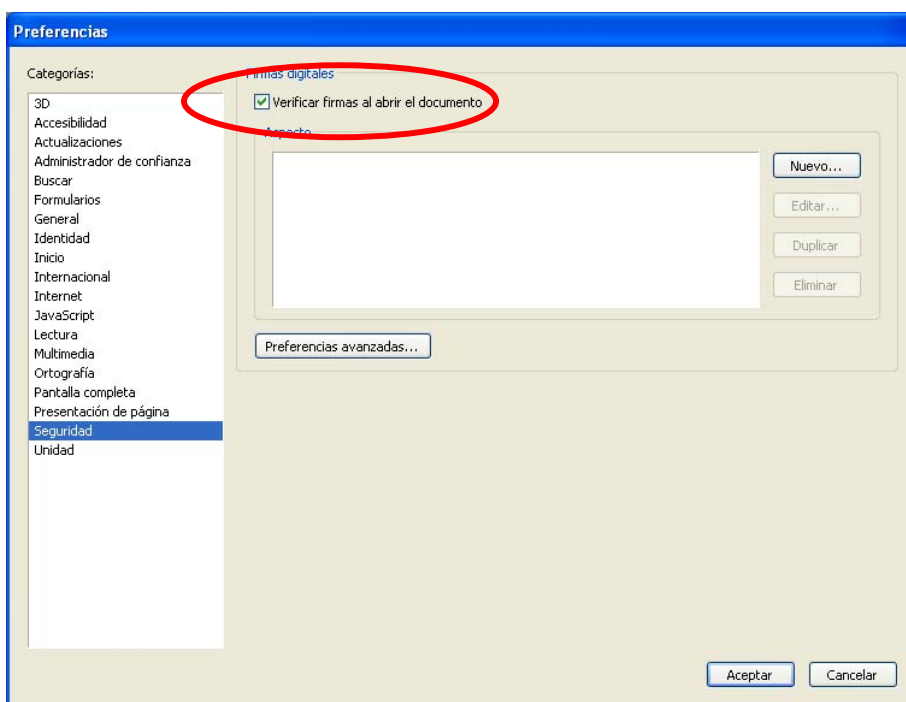 Preferencias
Categorías:
3D
Accesibilidad
Actualizaciones
Administrador de confianza
Buscar
Formularios
General
Identidad
Inicio
Internacional
Internet
JavaScript
Lectura
Multimedia
Ortografía
Pantalla completa
Presentación de página
Seguridad
Unidad
Firmas digitales
Verificar firmas al abrir el documento
Aspecto
Nuevo...
Editar...
Duplicar
Eliminar
Preferencias avanzadas...
Aceptar
Cancelar